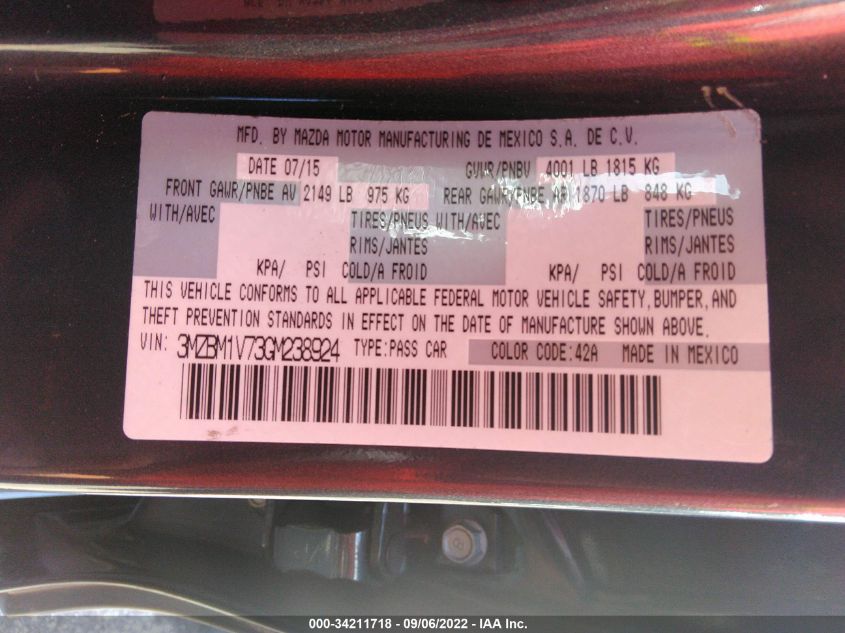 MFD. BY MAZDA MOTOR MANUFACTURING DE MEXICO S.A. DE C.V.
DATE 07/15 GVWR/PNBV 4001 LB 1815 KG
FRONT GAWR/PNBE AV 2149 LB 975 KG REAR GAWR/PNBE AR 1870 LB 848 KG
WITH/AVEC TIRES/PNEUS WITH/AVEC TIRES/PNEUS
RIMS/JANTES RIMS/JANTES
KPA/ PSI COLD/A FROID KPA/ PSI COLD/A FROID
THIS VEHICLE CONFORMS TO ALL APPLICABLE FEDERAL MOTOR VEHICLE SAFETY, BUMPER, AND
THEFT PREVENTION STANDARDS IN EFFECT ON THE DATE OF MANUFACTURE SHOWN ABOVE.
VIN: 3MZBM1V73GM238924 TYPE:PASS CAR COLOR CODE:42A MADE IN MEXICO
8
000-34211718 - 09/06/2022 - IAA Inc.